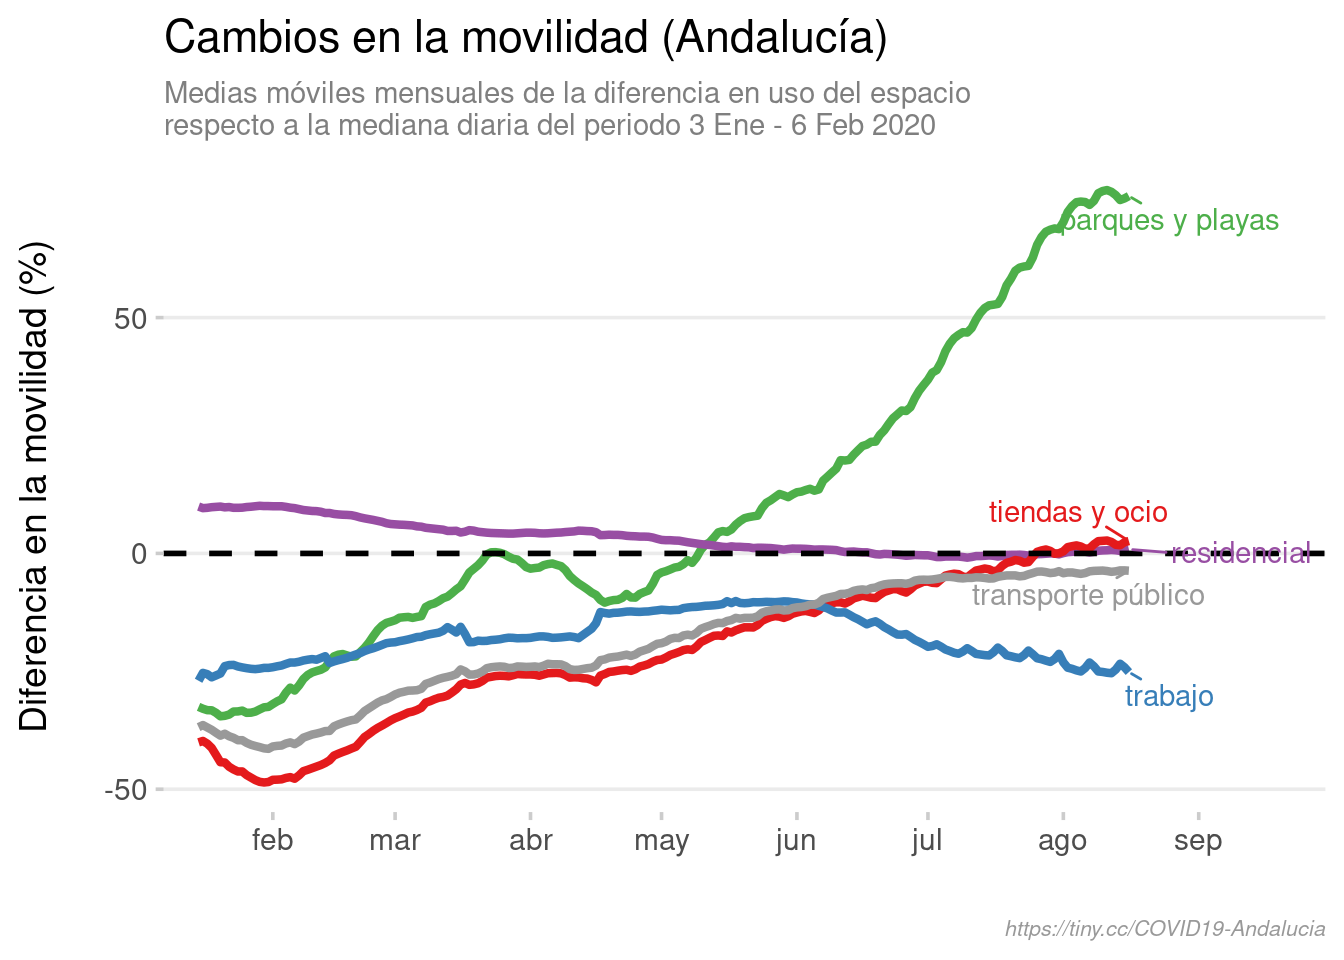 Cambios en la movilidad (Andalucía)
Medias móviles mensuales de la diferencia en uso del espacio
respecto a la mediana diaria del periodo 3 Ene - 6 Feb 2020
Diferencia en la movilidad (%)
parques y playas
50
tiendas y ocio
0
residencial
transporte público
trabajo
-50
feb mar abr may jun jul ago sep
https://tiny.cc/COVID19-Andalucia